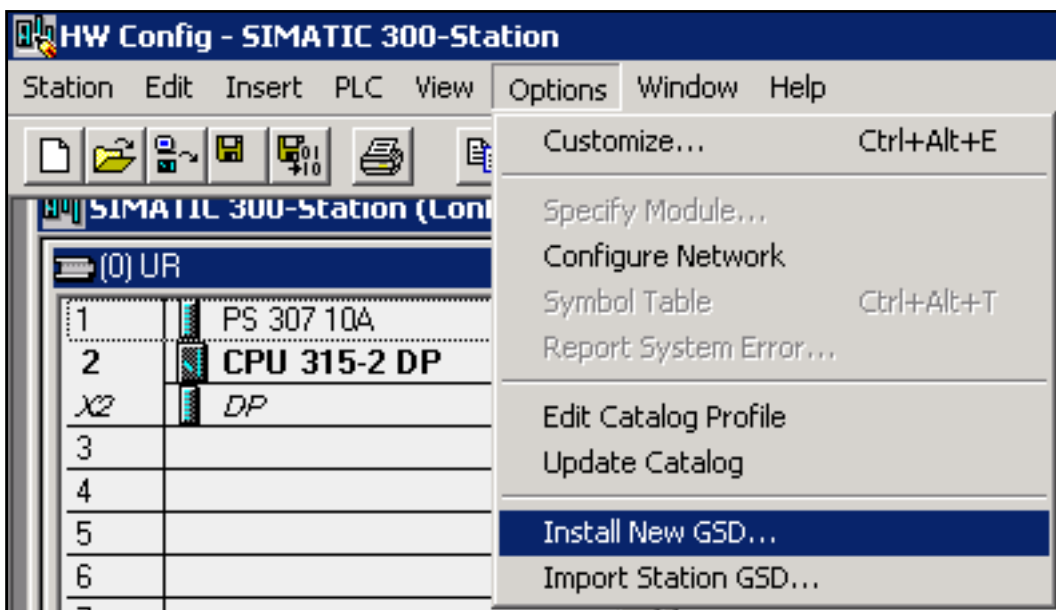 HW Config - SIMATIC 300-Station
Station Edit Insert PLC View Options Window Help
Customize... Ctrl+Alt+E
SIMATIC 300-Station (Con
Specify Module...
(0) UR
Configure Network
1 PS 307 10A
Symbol Table Ctrl+Alt+T
2 CPU 315-2 DP
Report System Error...
X2 DP
Edit Catalog Profile
3
Update Catalog
4
5
Install New GSD...
6
Import Station GSD...